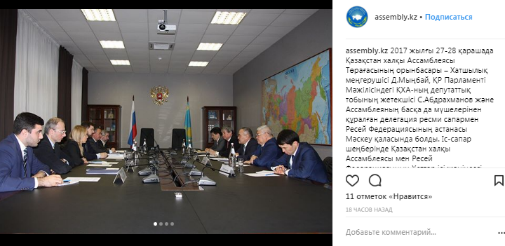 assembly.kz • Подписаться
assembly.kz 2017 жылғы 27-28 қарашада
Қазақстан халқы Ассамблеясы
Төрағасының орынбасары – Хатшылық
меңгерушісі Д.Мыңбай, ҚР Парламенті
Мәжілісіндегі ҚХА-ның депутаттық
тобының жетекшісі С.Абдрахманов және
Ассамблеяның басқа да мүшелерінен
құралған делегация ресми сапармен
Ресей Федерациясының астанасы
Мәскеу қаласында болды. Іс-сапар
шеңберінде Қазақстан халқы
Ассамблеясы мен Ресей
11 отметок «Нравится»
18 ЧАСОВ НАЗАД
Добавьте комментарий...